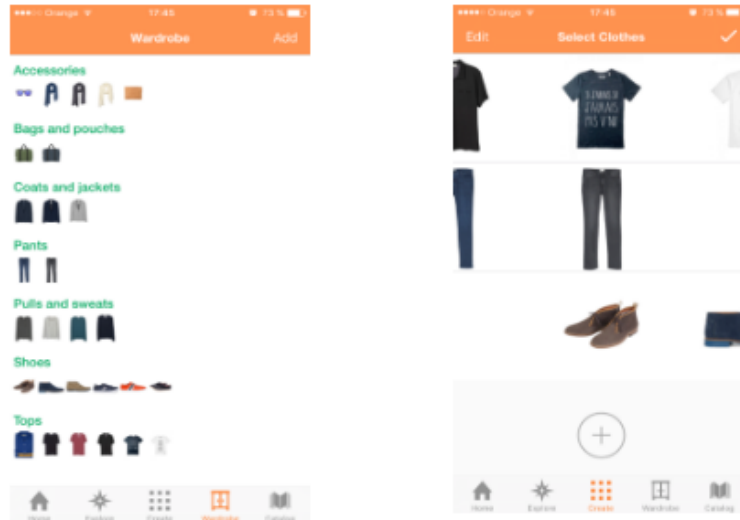 Orange 17:45 73 %
Wardrobe Add
Accessories
Bags and pouches
Coats and jackets
Pants
Pulls and sweats
Shoes
Tops
Home Explore Create Wardrobe Catalog
Orange 17:45 73 %
Edit Select Clothes
Home Explore Create Wardrobe Catalog